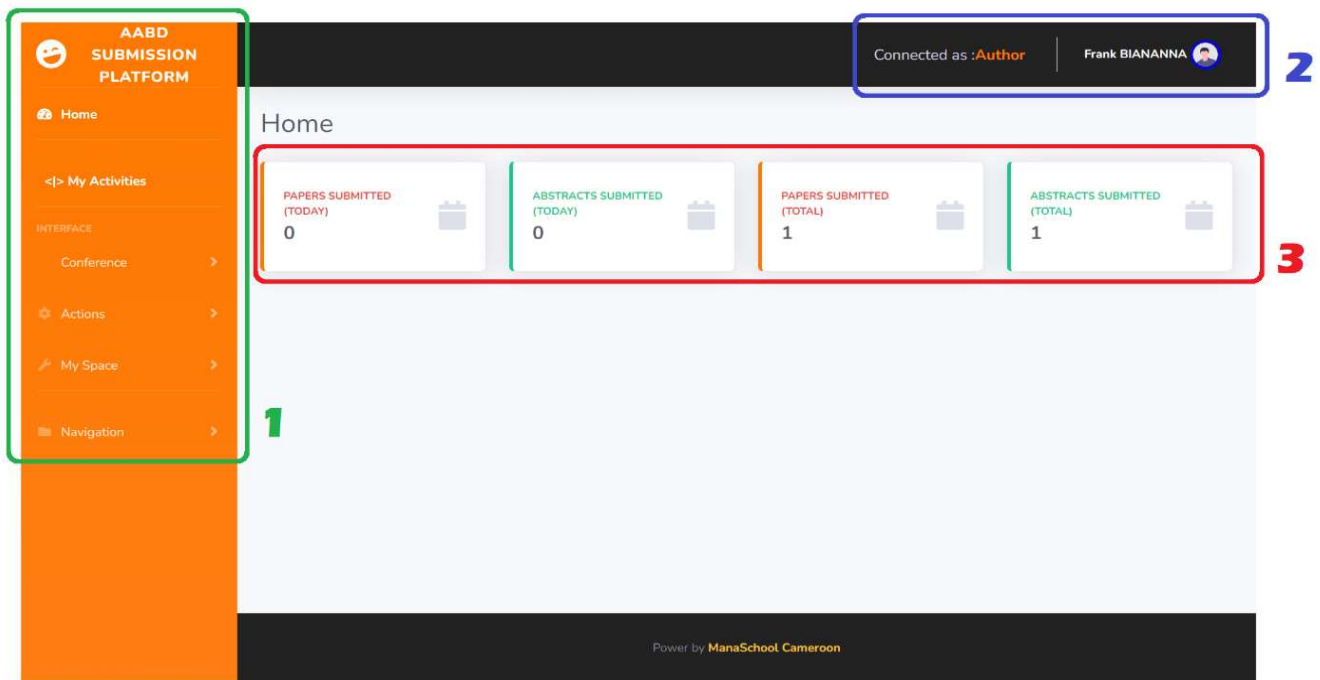 AABD
SUBMISSION
PLATFORM
Home
<|> My Activities
INTERFACE
Conference
Actions
My Space
Navigation
1
Connected as :Author
Frank BIANANNA
2
Home
PAPERS SUBMITTED
(TODAY)
0
ABSTRACTS SUBMITTED
(TODAY)
0
PAPERS SUBMITTED
(TOTAL)
1
ABSTRACTS SUBMITTED
(TOTAL)
1
3
Power by ManaSchool Cameroon